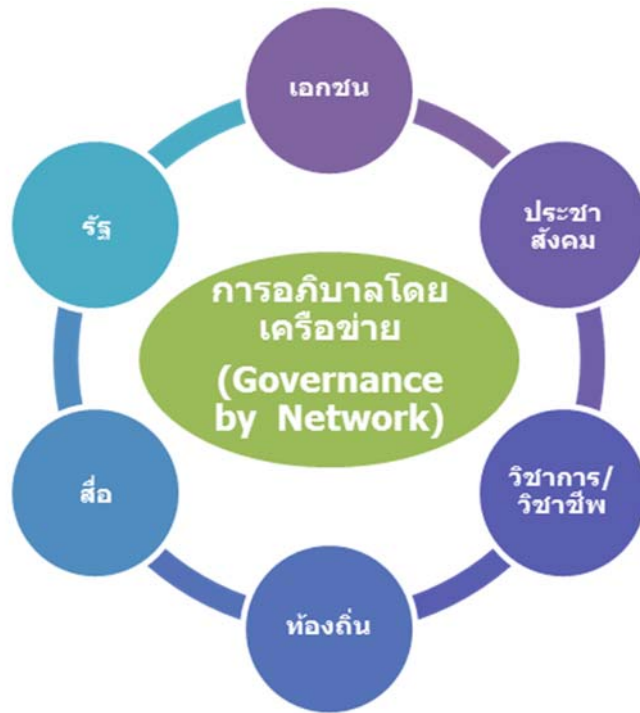 เอกชน
ประชา
สังคม
วิชาการ/
วิชาชีพ
ท้องถิ่น
สื่อ
รัฐ
การอภิบาลโดย
เครือข่าย
(Governance
by Network)